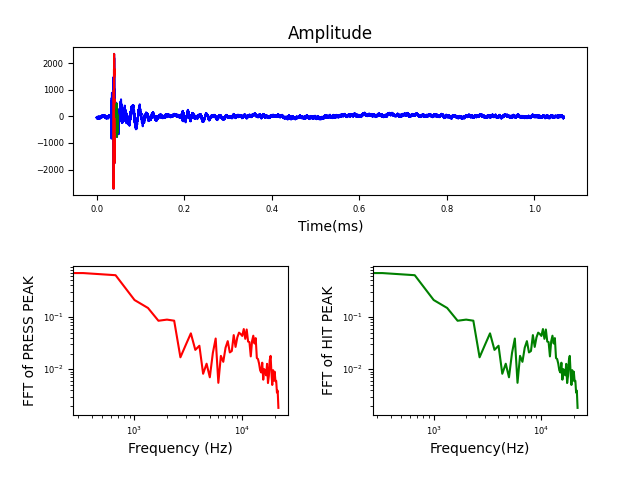 Amplitude
2000
1000
0
−1000
−2000
0.0 0.2 0.4 0.6 0.8 1.0
Time(ms)
FFT of PRESS PEAK
10⁻¹
10⁻²
10³ 10⁴
Frequency (Hz)
FFT of HIT PEAK
10⁻¹
10⁻²
10³ 10⁴
Frequency(Hz)